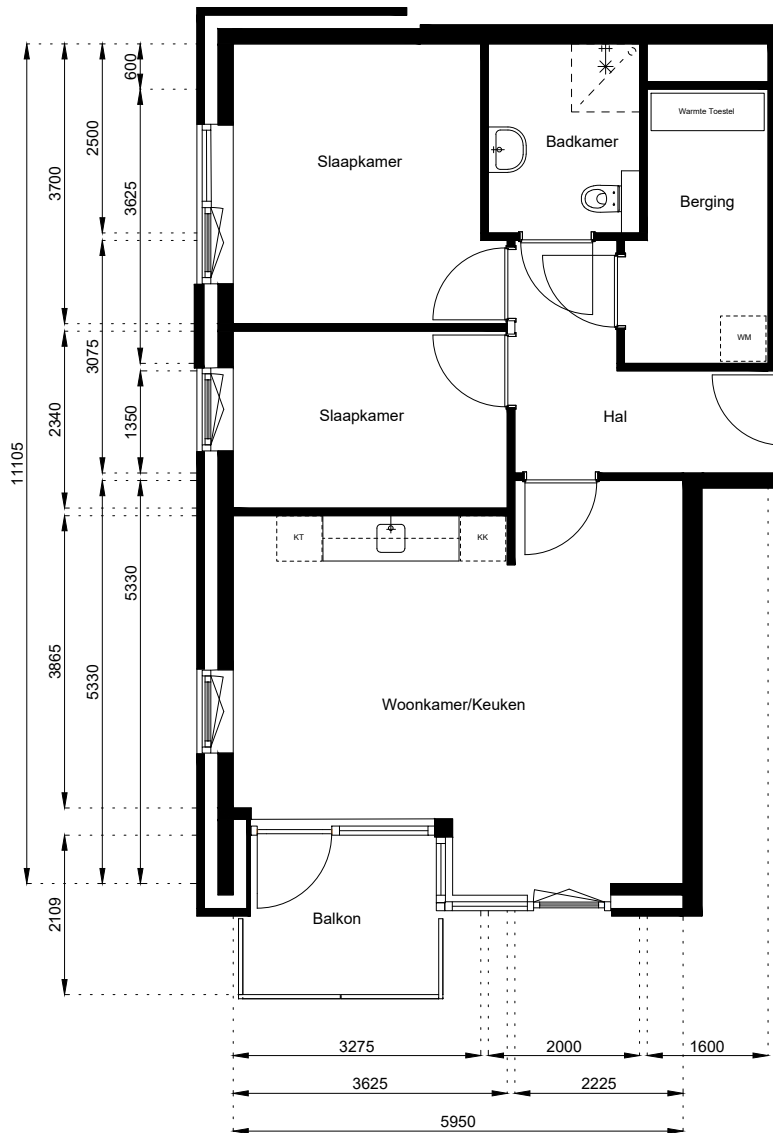 600
2500
3700
3625
3075
2340
1350
11105
5330
3865
5330
2109
Slaapkamer
Badkamer
Warmte Toestel
Berging
WM
Slaapkamer
Hal
KT
KK
Woonkamer/Keuken
Balkon
3275
2000
1600
3625
2225
5950